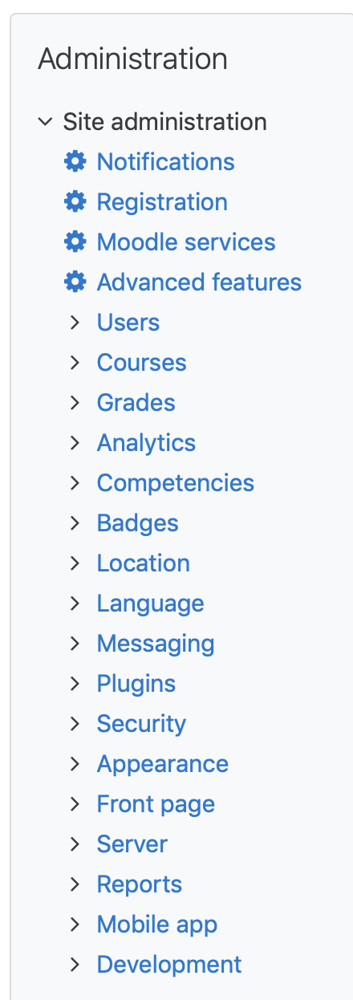 Administration
Site administration
Notifications
Registration
Moodle services
Advanced features
Users
Courses
Grades
Analytics
Competencies
Badges
Location
Language
Messaging
Plugins
Security
Appearance
Front page
Server
Reports
Mobile app
Development